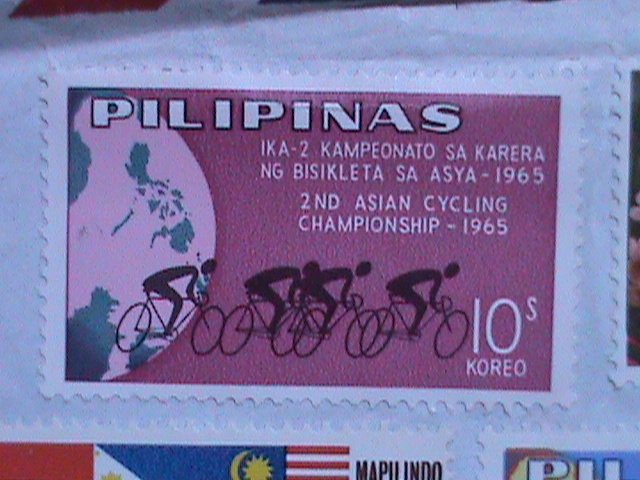 PILIPINAS
IKA-2 KAMPEONATO SA KARERA
NG BISIKLETA SA ASYA - 1965
2ND ASIAN CYCLING
CHAMPIONSHIP - 1965
10s
KOREO
MAPILINDO
PILI